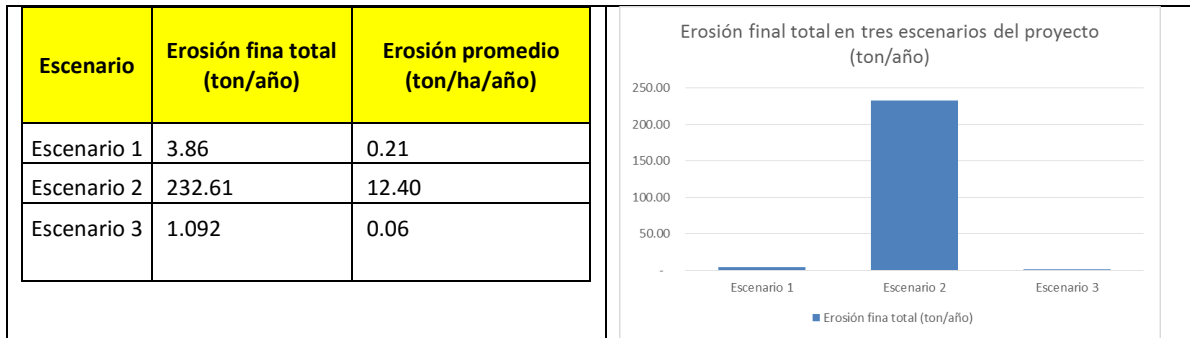 Escenario
Erosión fina total
(ton/año)
Erosión promedio
(ton/ha/año)
Escenario 1 3.86 0.21
Escenario 2 232.61 12.40
Escenario 3 1.092 0.06
Erosión final total en tres escenarios del proyecto
(ton/año)
250.00
200.00
150.00
100.00
50.00
-
Escenario 1 Escenario 2 Escenario 3
Erosión fina total (ton/año)